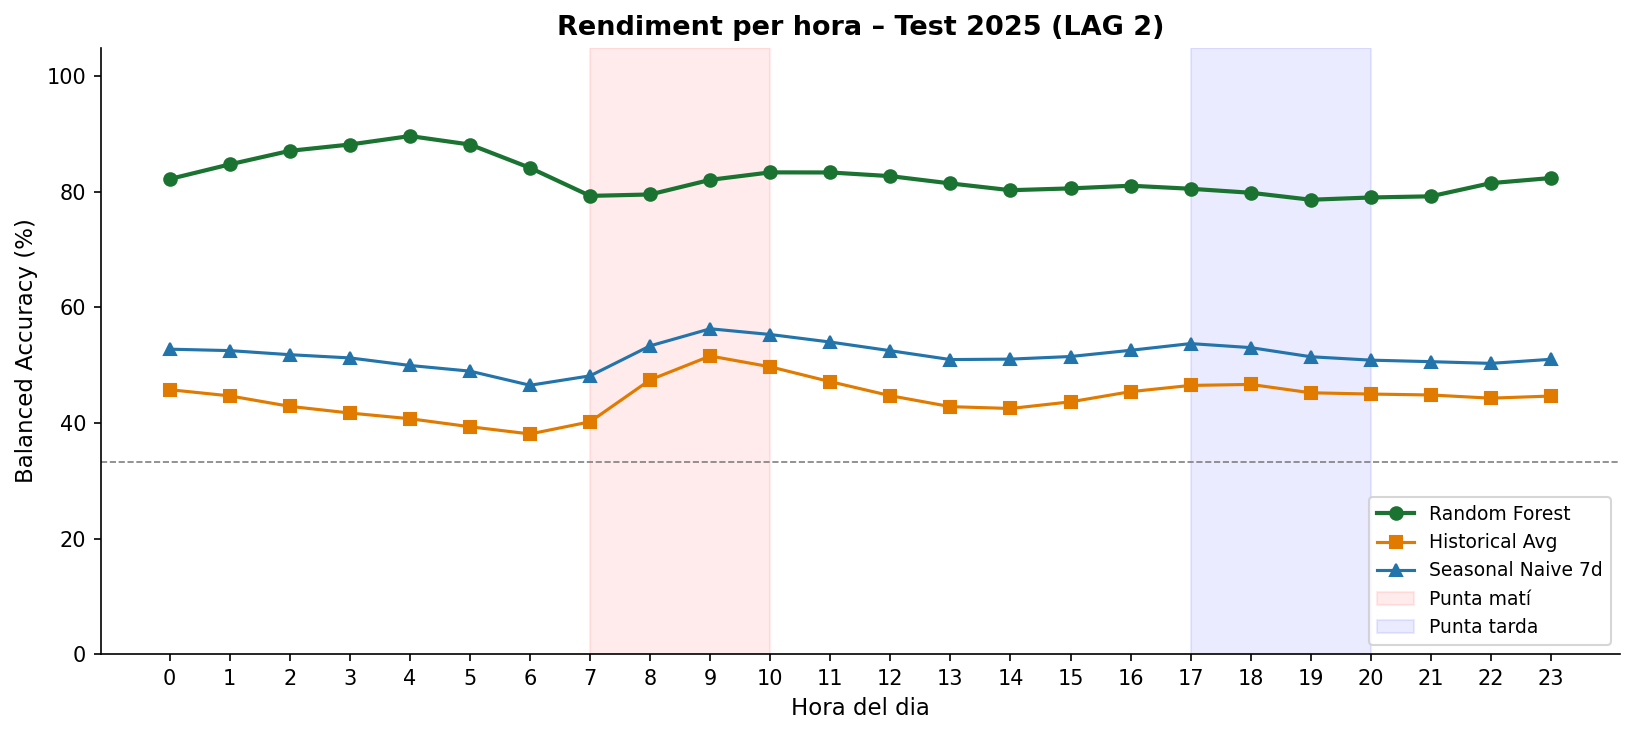 Rendiment per hora – Test 2025 (LAG 2)
Balanced Accuracy (%)
100
80
60
40
20
0
0 1 2 3 4 5 6 7 8 9 10 11 12 13 14 15 16 17 18 19 20 21 22 23
Hora del dia
Random Forest
Historical Avg
Seasonal Naive 7d
Punta matí
Punta tarda